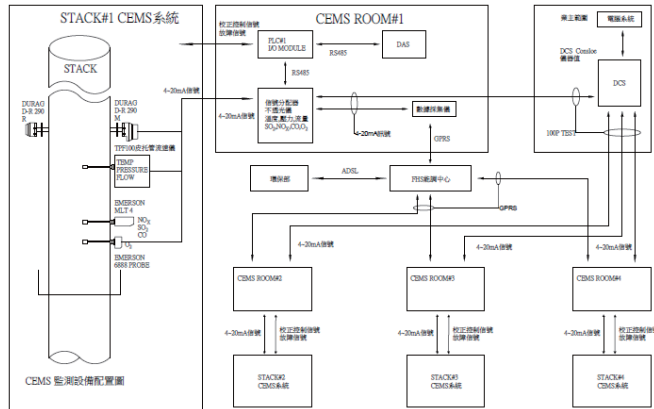 STACK#1 CEMS系統
STACK
DURAG
D-R 290
R
DURAG
D-R 290
M
TPF100皮托管流速儀
TEMP
PRESSURE
FLOW
EMERSON
MLT 4
NOX
SO2
CO
O2
EMERSON
6888 PROBE
CEMS 監測設備配置圖
校正控制信號
故障信號
4~20mA信號
CEMS ROOM#1
PLC#1
I/O MODULE
RS485
DAS
RS485
4~20mA信號
信號分配器
不透光儀
溫度,壓力,流量
SO2,NOX,CO,O2
數據採集儀
4~20mA訊號
GPRS
業主範圍
電腦系統
DCS
儀器值
DCS
100P TEST
環保部
ADSL
GPRS
4~20mA信號
4~20mA信號
4~20mA信號
4~20mA信號
CEMS ROOM#2
CEMS ROOM#3
CEMS ROOM#4
4~20mA信號
校正控制信號
故障信號
4~20mA信號
校正控制信號
故障信號
4~20mA信號
校正控制信號
故障信號
STACK#2
CEMS系統
STACK#3
CEMS系統
STACK#4
CEMS系統